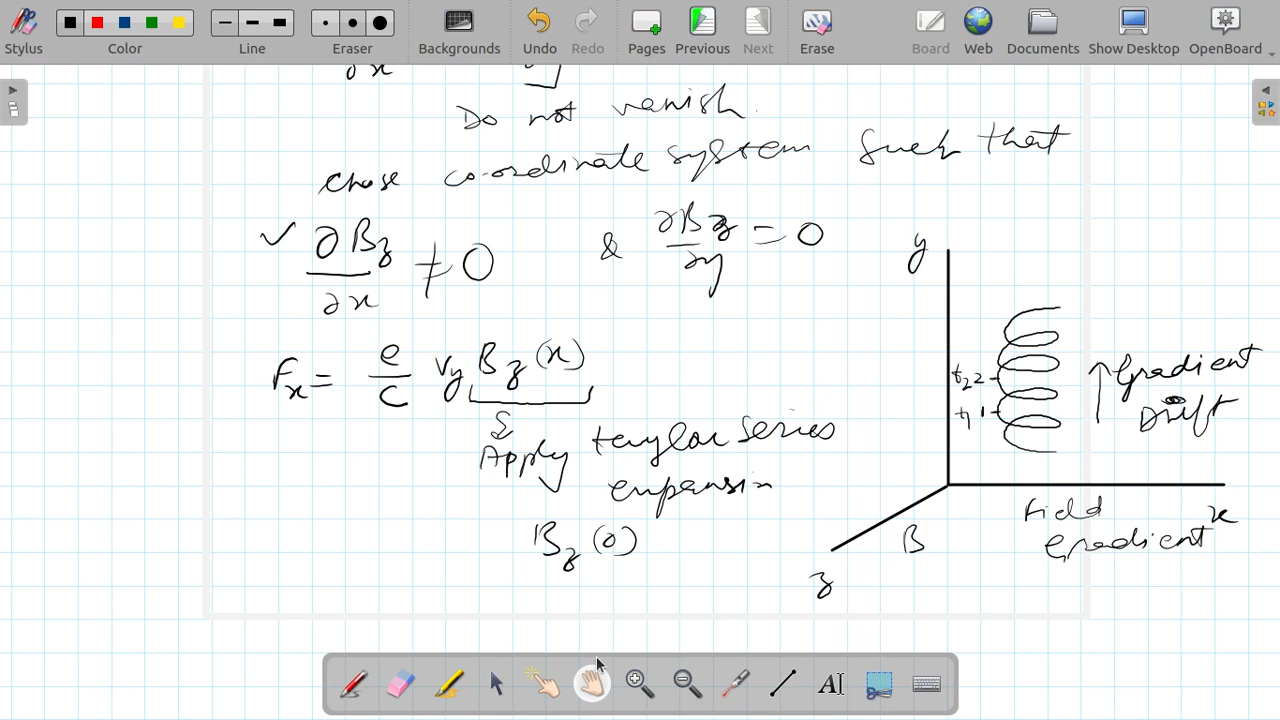 Stylus Color Line Eraser Backgrounds Undo Redo Pages Previous Next Erase Board Web Documents Show Desktop OpenBoard
∂x
Do not vanish
chose co-ordinate system such that
✓ ∂Bz/∂x ≠ 0 & ∂Bz/∂y = 0
Fx = e/c vy Bz(x)
Apply taylor series
expansion
Bz(0)
y
t2 2
t1 1
Gradient
Drift
Field
Gradient
x
B
z